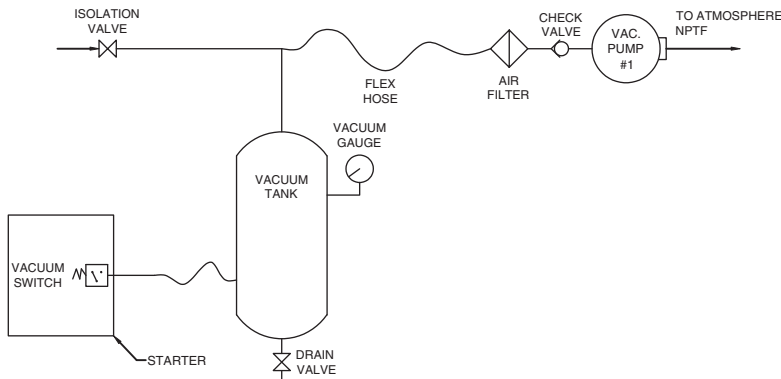 ISOLATION
VALVE
CHECK
VALVE
VAC.
PUMP
#1
TO ATMOSPHERE
NPTF
FLEX
HOSE
AIR
FILTER
VACUUM
GAUGE
VACUUM
TANK
VACUUM
SWITCH
STARTER
DRAIN
VALVE